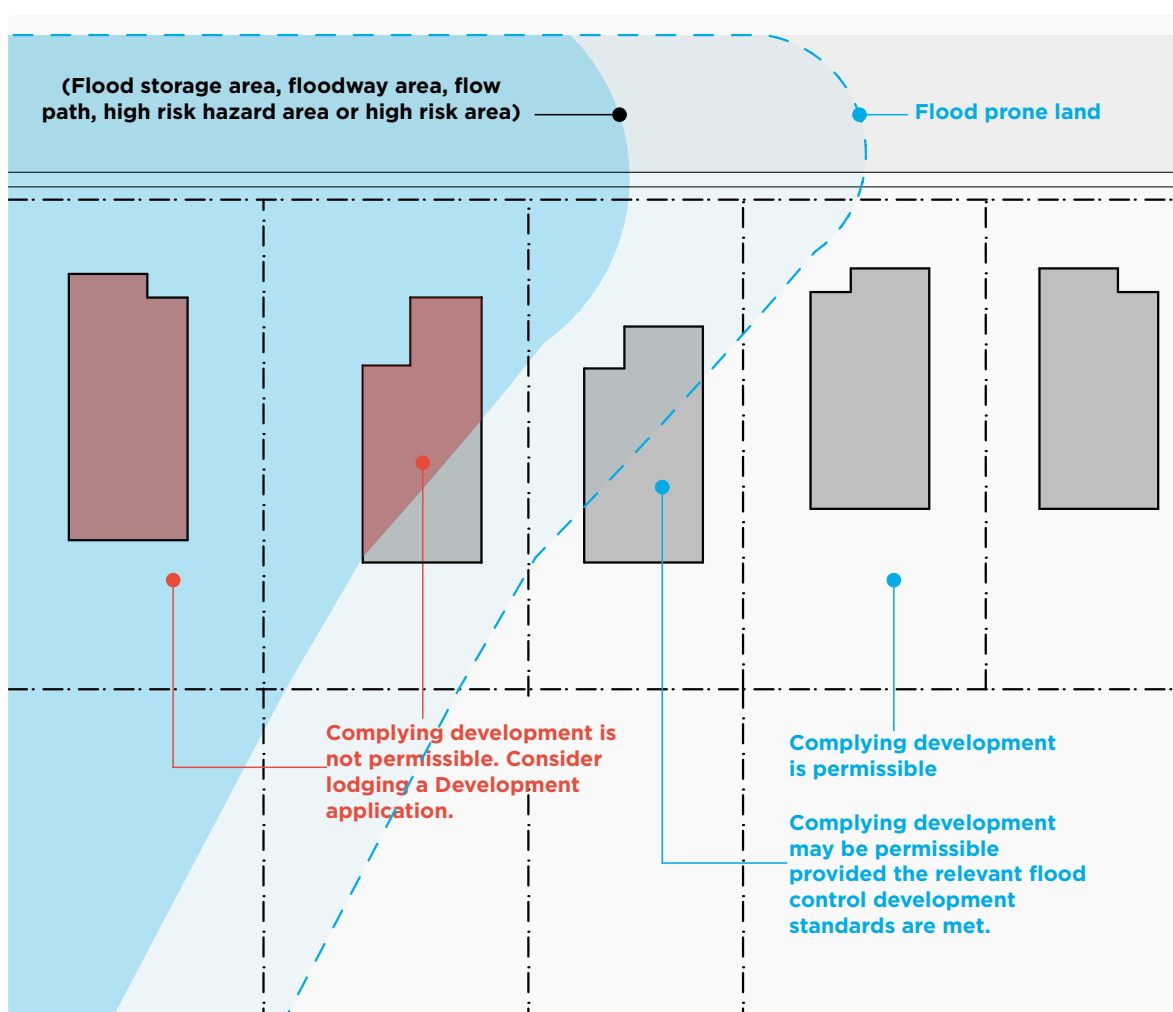 (Flood storage area, floodway area, flow
path, high risk hazard area or high risk area)
Flood prone land
Complying development is
not permissible. Consider
lodging a Development
application.
Complying development
is permissible
Complying development
may be permissible
provided the relevant flood
control development
standards are met.